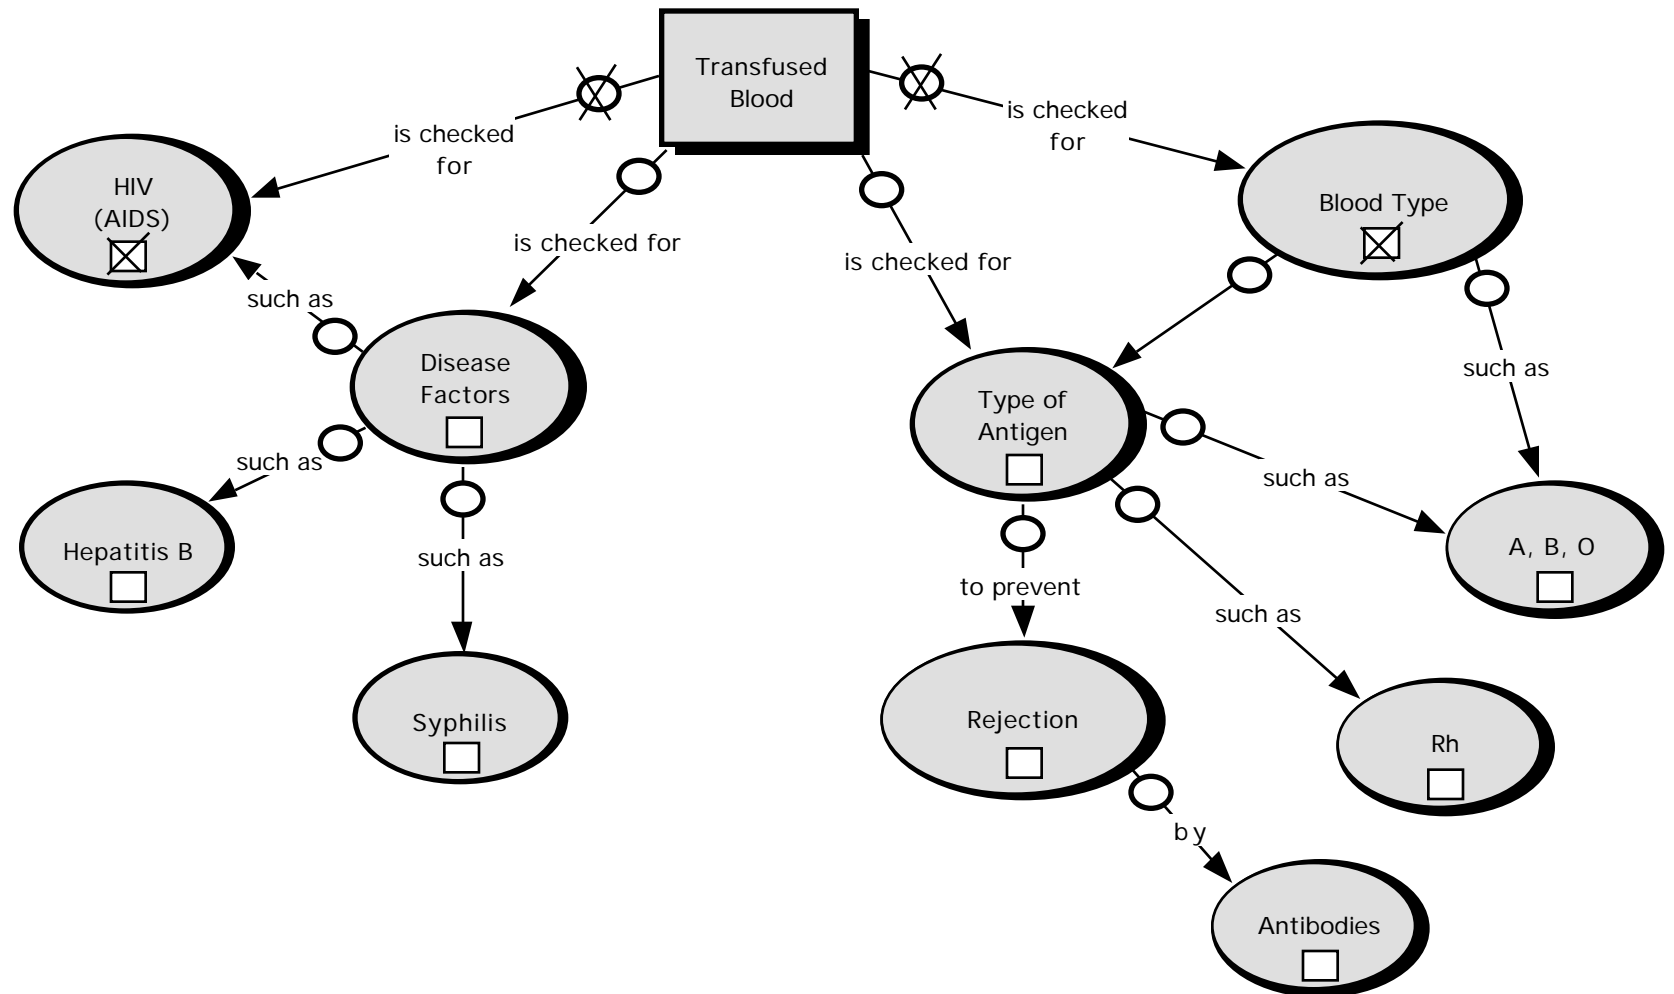 Transfused
Blood
is checked
for
is checked
for
HIV
(AIDS)
Blood Type
is checked for
is checked for
such as
Disease
Factors
such as
Type of
Antigen
such as
such as
Hepatitis B
A, B, O
such as
to prevent
such as
Syphilis
Rejection
Rh
by
Antibodies